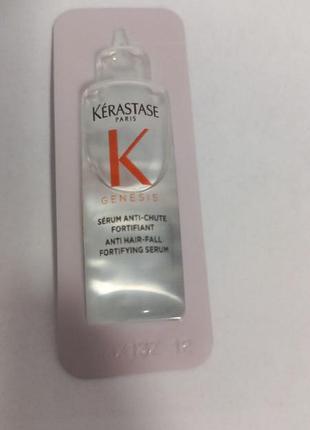 KÉRASTASE
PARIS
K
GENESIS
SÉRUM ANTI-CHUTE
FORTIFIANT
ANTI HAIR-FALL
FORTIFYING SERUM